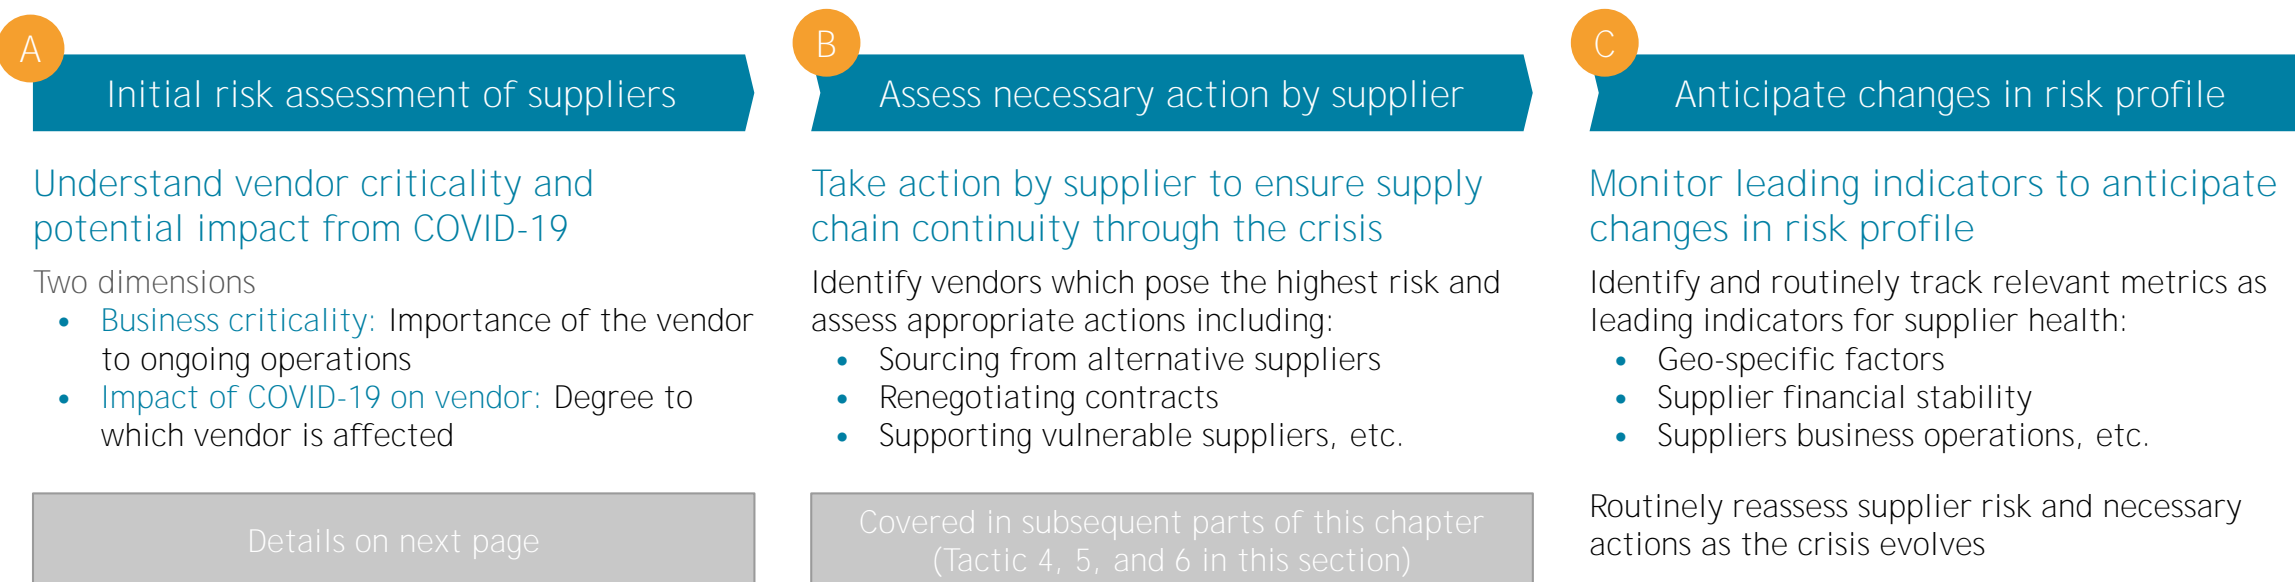 A
Initial risk assessment of suppliers
Understand vendor criticality and
potential impact from COVID-19
Two dimensions
• Business criticality: Importance of the vendor
to ongoing operations
• Impact of COVID-19 on vendor: Degree to
which vendor is affected
Details on next page
B
Assess necessary action by supplier
Take action by supplier to ensure supply
chain continuity through the crisis
Identify vendors which pose the highest risk and
assess appropriate actions including:
• Sourcing from alternative suppliers
• Renegotiating contracts
• Supporting vulnerable suppliers, etc.
Covered in subsequent parts of this chapter
(Tactic 4, 5, and 6 in this section)
C
Anticipate changes in risk profile
Monitor leading indicators to anticipate
changes in risk profile
Identify and routinely track relevant metrics as
leading indicators for supplier health:
• Geo-specific factors
• Supplier financial stability
• Suppliers business operations, etc.
Routinely reassess supplier risk and necessary
actions as the crisis evolves